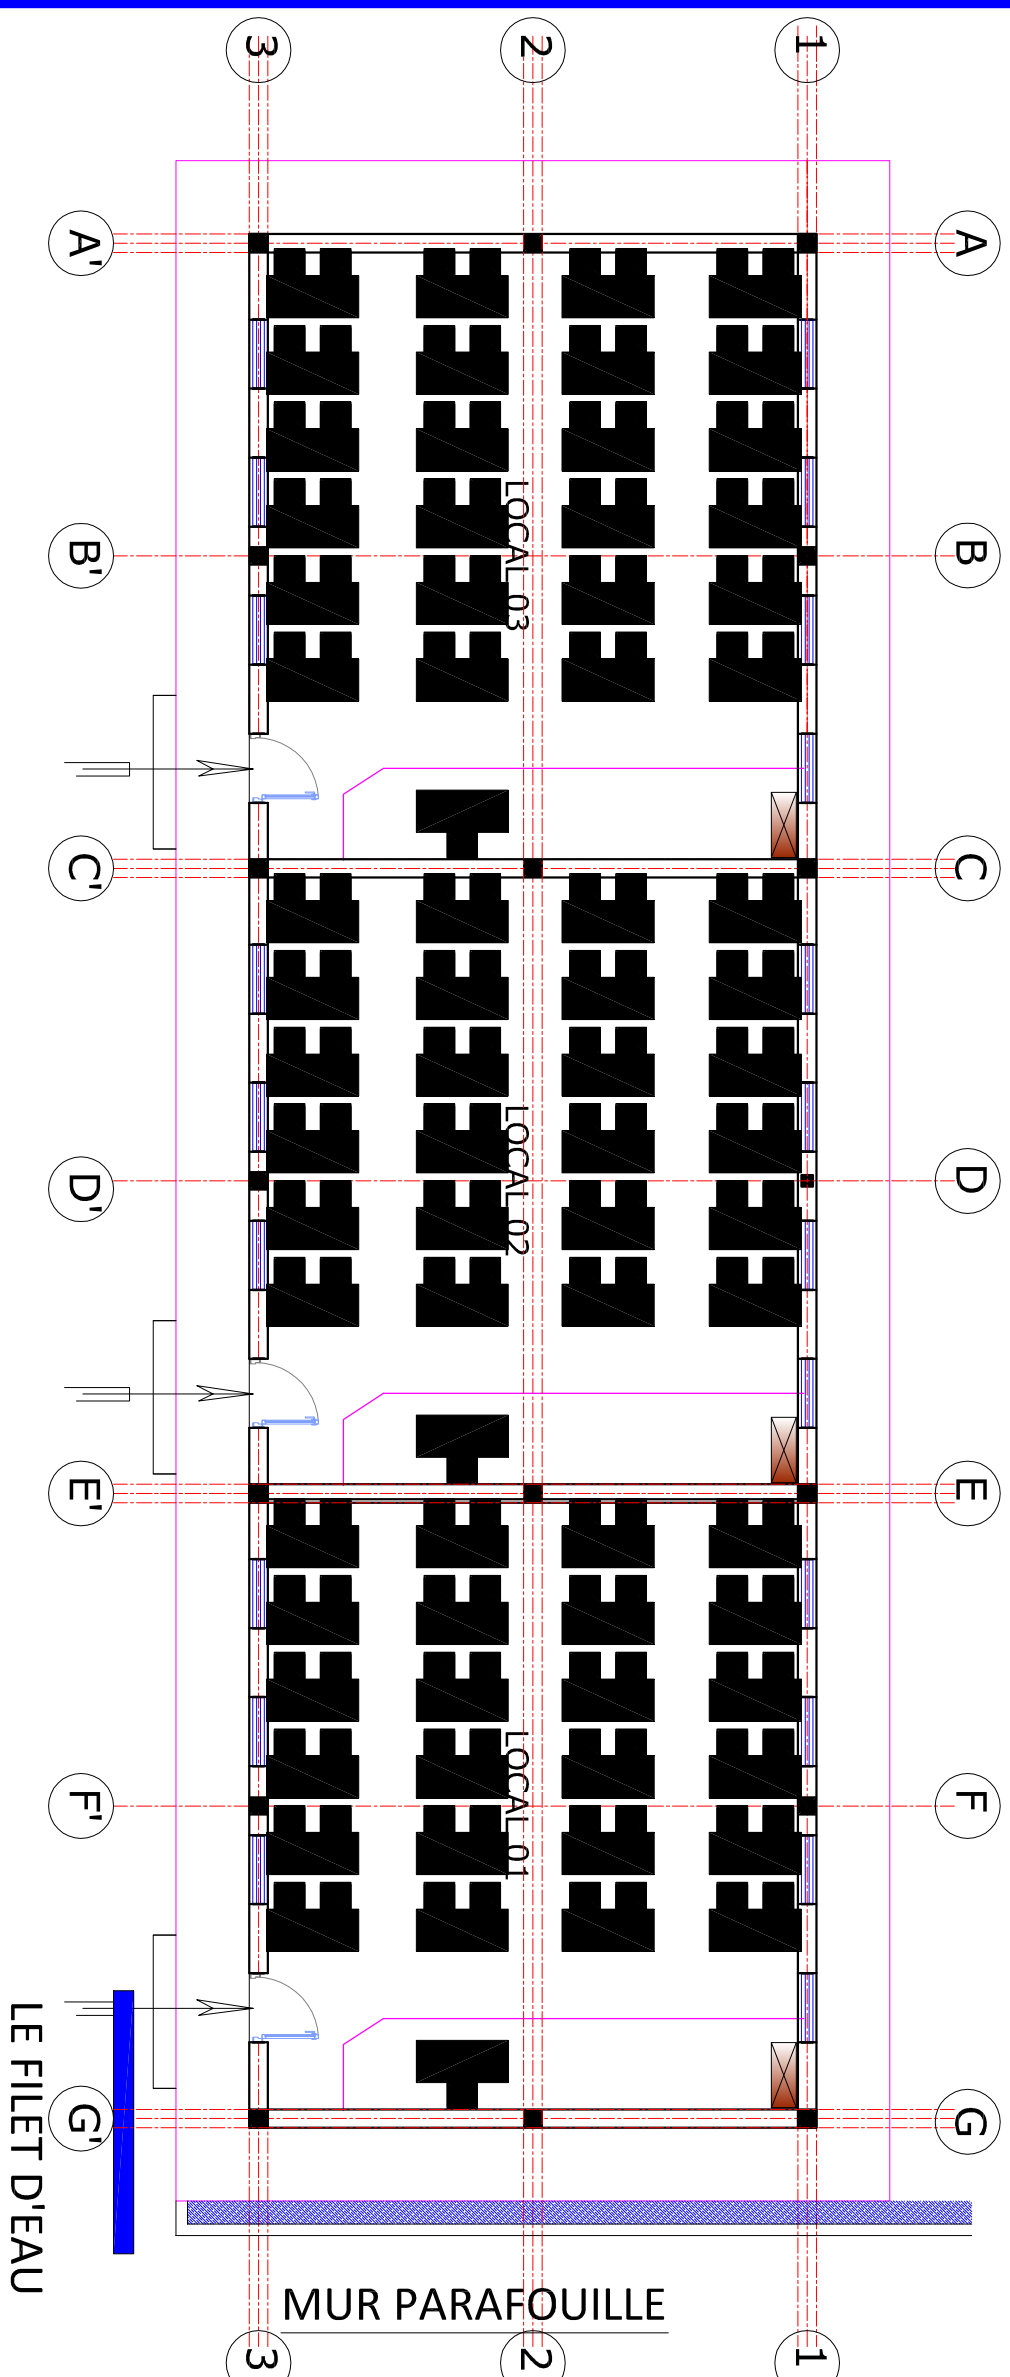 3
2
1
A'
A
B'
B
LOCAL 03
C'
C
D'
D
LOCAL 02
E'
E
F'
F
LOCAL 01
G'
G
LE FILET D'EAU
MUR PARAFOUILLE
3
2
1